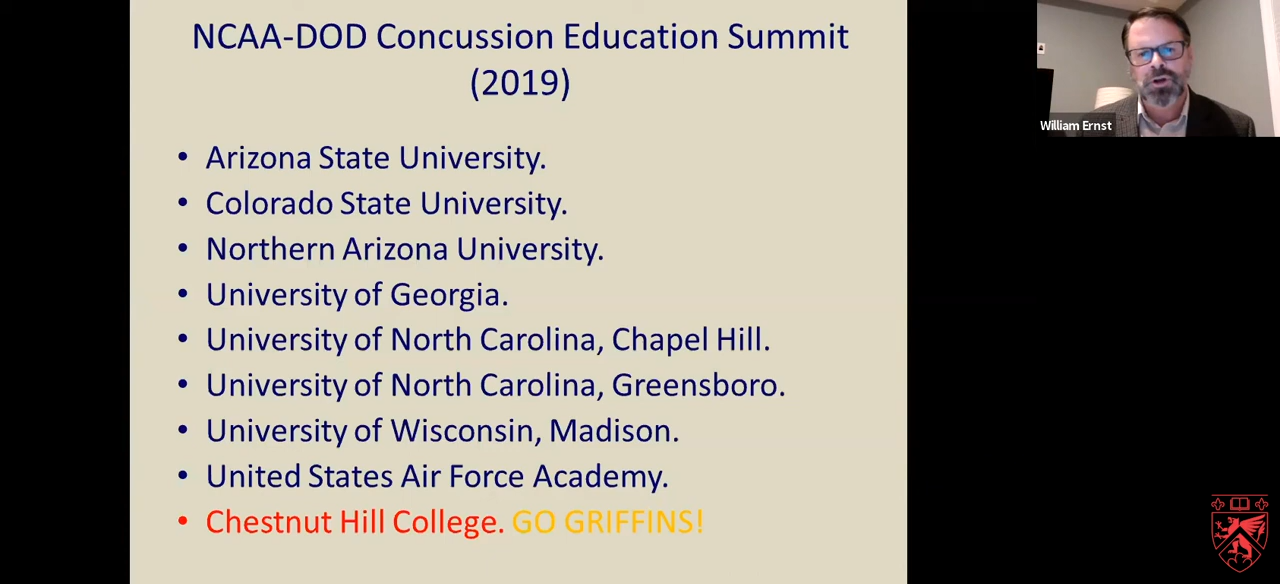 NCAA-DOD Concussion Education Summit
(2019)
William Ernst
• Arizona State University.
• Colorado State University.
• Northern Arizona University.
• University of Georgia.
• University of North Carolina, Chapel Hill.
• University of North Carolina, Greensboro.
• University of Wisconsin, Madison.
• United States Air Force Academy.
• Chestnut Hill College. GO GRIFFINS!